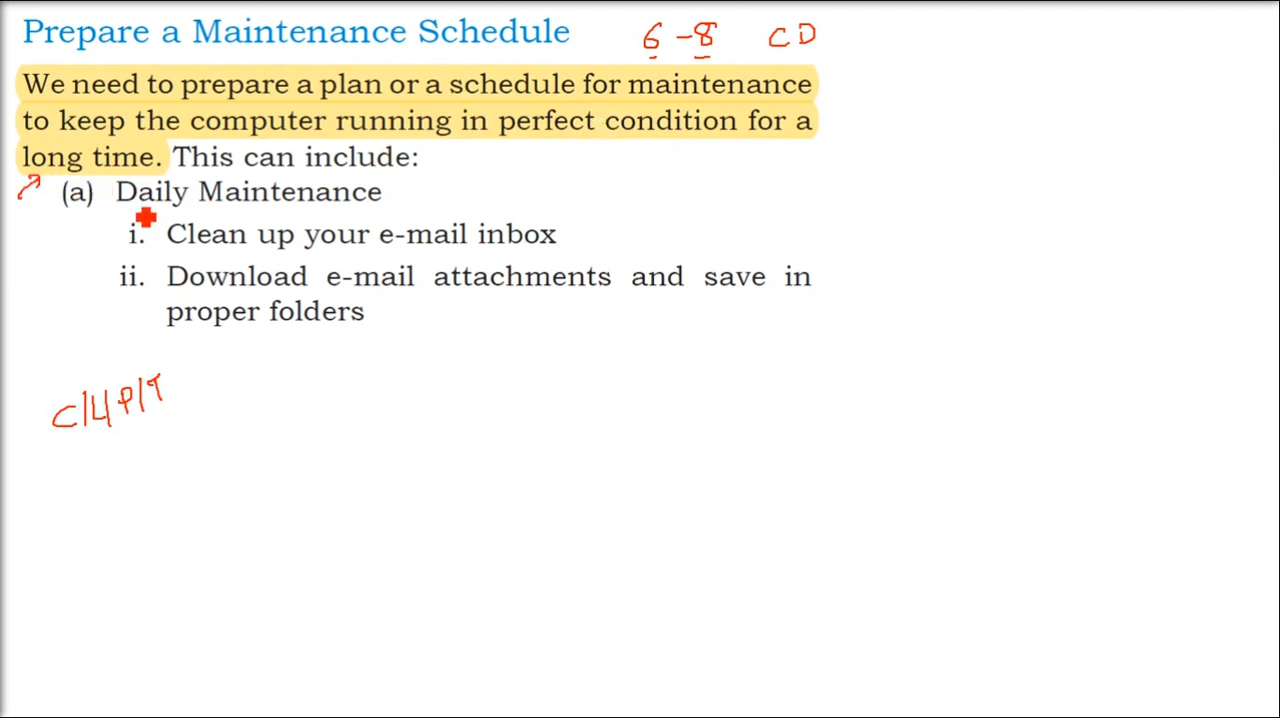 Prepare a Maintenance Schedule 6-8 CD
We need to prepare a plan or a schedule for maintenance
to keep the computer running in perfect condition for a
long time. This can include:
(a) Daily Maintenance
i. Clean up your e-mail inbox
ii. Download e-mail attachments and save in
proper folders